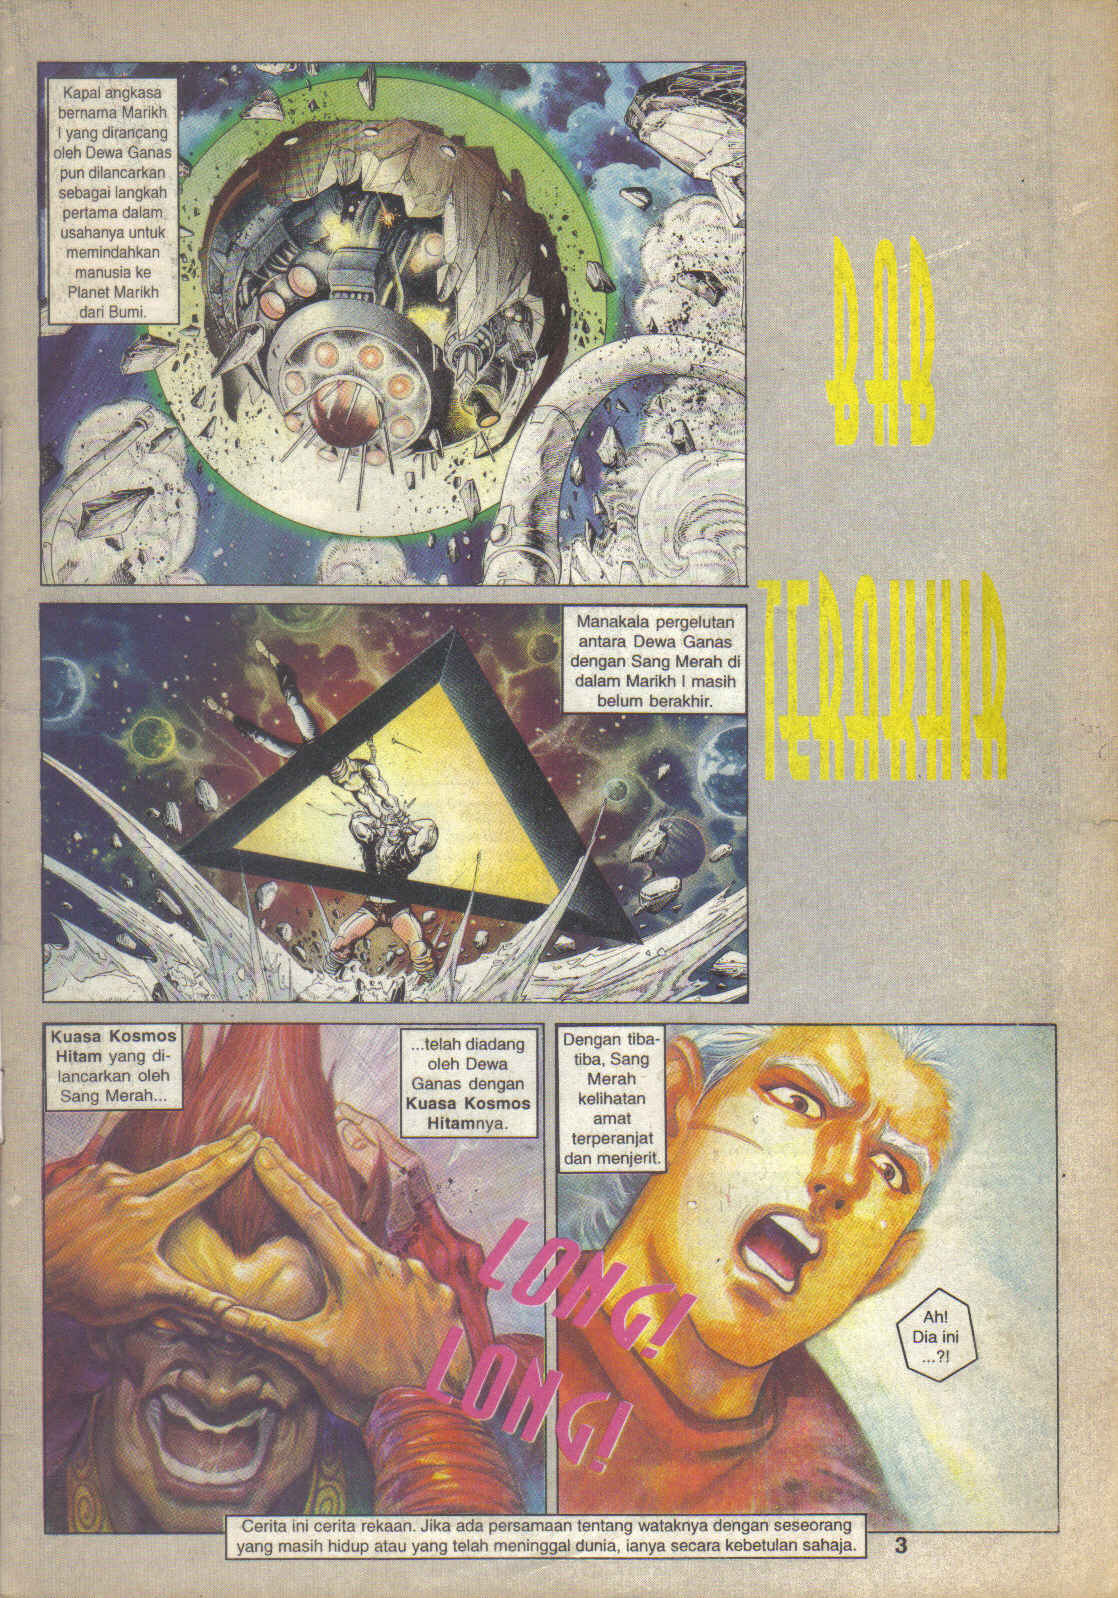 Kapal angkasa
bernama Marikh
I yang dirancang
oleh Dewa Ganas
pun dilancarkan
sebagai langkah
pertama dalam
usahanya untuk
memindahkan
manusia ke
Planet Marikh
dari Bumi.
BAB
TERAKHIR
Manakala pergelutan
antara Dewa Ganas
dengan Sang Merah di
dalam Marikh I masih
belum berakhir.
Kuasa Kosmos
Hitam yang di-
lancarkan oleh
Sang Merah...
...telah diadang
oleh Dewa
Ganas dengan
Kuasa Kosmos
Hitamnya.
LONG!
LONG!
Dengan tiba-
tiba, Sang
Merah
kelihatan
amat
terperanjat
dan menjerit.
Ah!
Dia ini
...?!
Cerita ini cerita rekaan. Jika ada persamaan tentang wataknya dengan seseorang
yang masih hidup atau yang telah meninggal dunia, ianya secara kebetulan sahaja.
3